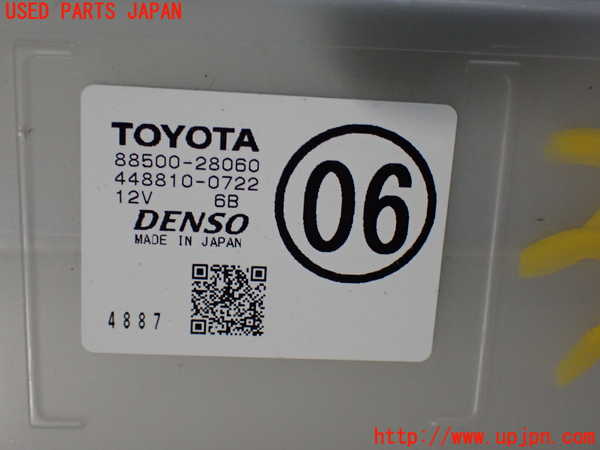 USED PARTS JAPAN
TOYOTA
88500-28060
448810-0722
12V 6B
DENSO
MADE IN JAPAN
06
4887
http://www.upjpn.com